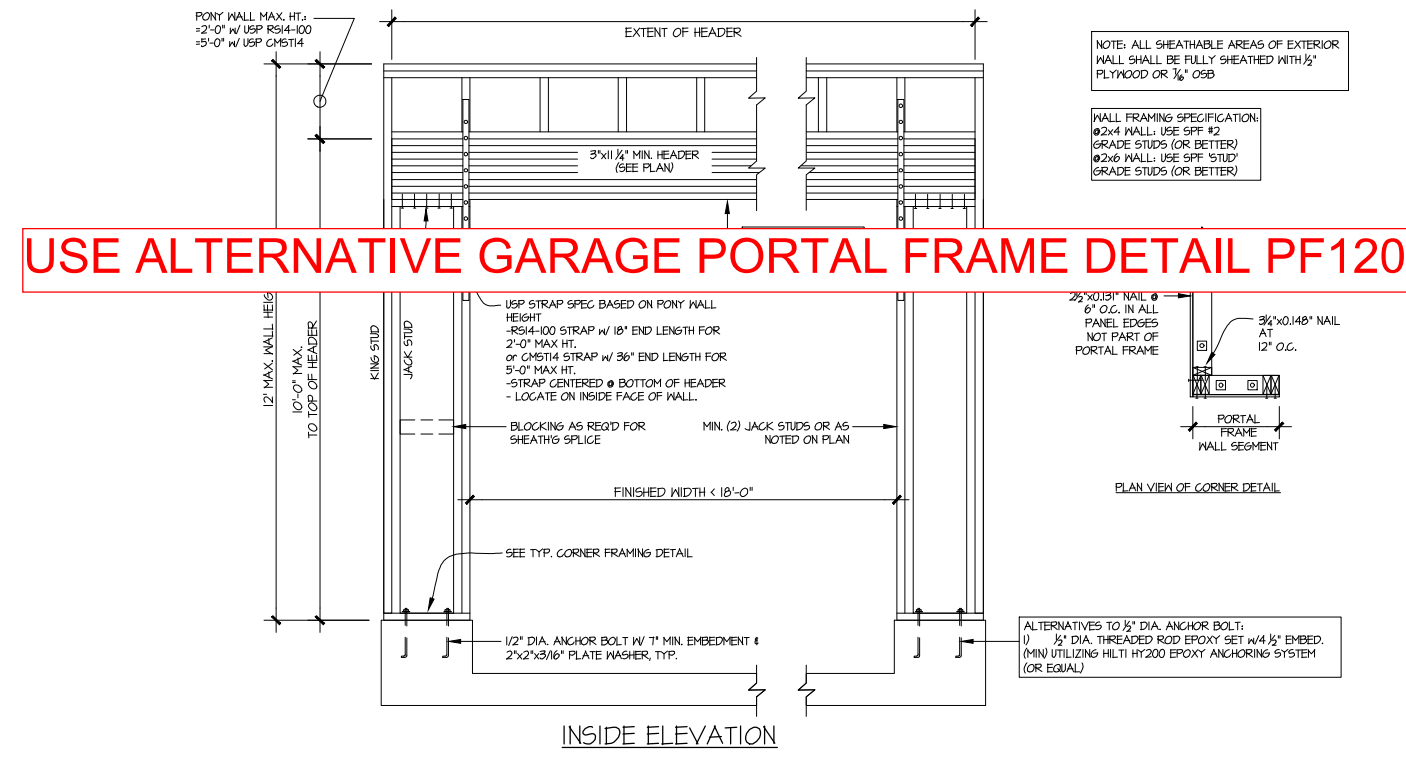 PONY WALL MAX. HT.:
=2'-0" W/ USP RS14-100
=5'-0" W/ USP CMST14
EXTENT OF HEADER
NOTE: ALL SHEATHABLE AREAS OF EXTERIOR
WALL SHALL BE FULLY SHEATHED WITH ½"
PLYWOOD OR 7/16" OSB
WALL FRAMING SPECIFICATION:
@2x4 WALL: USE SPF #2
GRADE STUDS (OR BETTER)
@2x6 WALL: USE SPF 'STUD'
GRADE STUDS (OR BETTER)
3"x11 ¼" MIN. HEADER
(SEE PLAN)
USE ALTERNATIVE GARAGE PORTAL FRAME DETAIL PF120
12' MAX. WALL HEIG
10'-0" MAX.
TO TOP OF HEADER
KING STUD
JACK STUD
USP STRAP SPEC BASED ON PONY WALL
HEIGHT
-RS14-100 STRAP w/ 18" END LENGTH FOR
2'-0" MAX HT.
or CMST14 STRAP w/ 36" END LENGTH FOR
5'-0" MAX HT.
-STRAP CENTERED @ BOTTOM OF HEADER
- LOCATE ON INSIDE FACE OF WALL.
BLOCKING AS REQ'D FOR
SHEATH'G SPLICE
MIN. (2) JACK STUDS OR AS
NOTED ON PLAN
2½"x0.131" NAIL @
6" O.C. IN ALL
PANEL EDGES
NOT PART OF
PORTAL FRAME
3¼"x0.148" NAIL
AT
12" O.C.
PORTAL
FRAME
WALL SEGMENT
PLAN VIEW OF CORNER DETAIL
FINISHED WIDTH < 18'-0"
SEE TYP. CORNER FRAMING DETAIL
1/2" DIA. ANCHOR BOLT W/ 7" MIN. EMBEDMENT &
2"x2"x3/16" PLATE WASHER, TYP.
ALTERNATIVES TO ½" DIA. ANCHOR BOLT:
1) ½" DIA. THREADED ROD EPOXY SET w/4 ½" EMBED.
(MIN) UTILIZING HILTI HY200 EPOXY ANCHORING SYSTEM
(OR EQUAL)
INSIDE ELEVATION